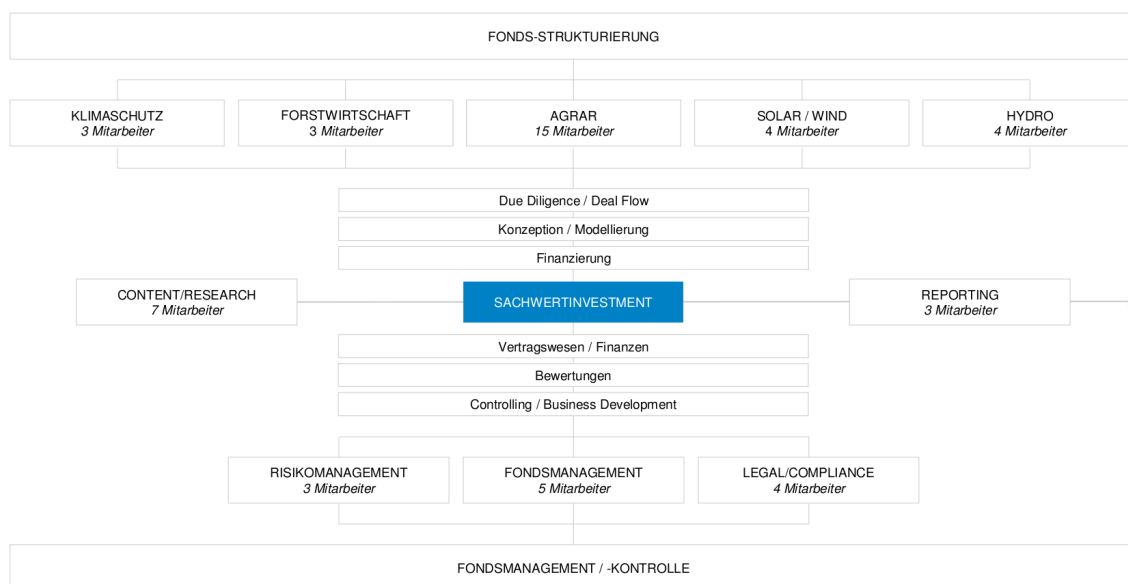 FONDS-STRUKTURIERUNG
KLIMASCHUTZ
3 Mitarbeiter
FORSTWIRTSCHAFT
3 Mitarbeiter
AGRAR
15 Mitarbeiter
SOLAR / WIND
4 Mitarbeiter
HYDRO
4 Mitarbeiter
Due Diligence / Deal Flow
Konzeption / Modellierung
Finanzierung
CONTENT/RESEARCH
7 Mitarbeiter
SACHWERTINVESTMENT
REPORTING
3 Mitarbeiter
Vertragswesen / Finanzen
Bewertungen
Controlling / Business Development
RISIKOMANAGEMENT
3 Mitarbeiter
FONDSMANAGEMENT
5 Mitarbeiter
LEGAL/COMPLIANCE
4 Mitarbeiter
FONDSMANAGEMENT / -KONTROLLE